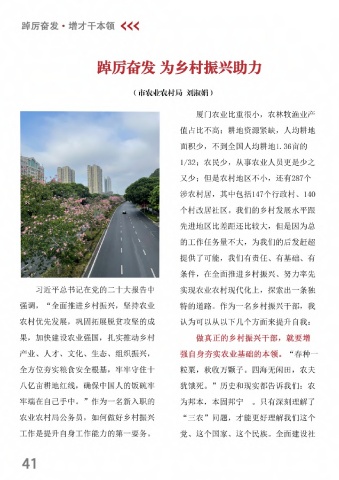 踔厉奋发·增才干本领 <<<
踔厉奋发 为乡村振兴助力
（市农业农村局 刘淑娟）
习近平总书记在党的二十大报告中
强调，“全面推进乡村振兴，坚持农业
农村优先发展，巩固拓展脱贫攻坚的成
果，加快建设农业强国，扎实推动乡村
产业、人才、文化、生态、组织振兴，
全方位夯实粮食安全根基，牢牢守住十
八亿亩耕地红线，确保中国人的饭碗牢
牢端在自己手中。”作为一名新入职的
农业农村局公务员，如何做好乡村振兴
工作是提升自身工作能力的第一要务。
厦门农业比重很小，农林牧渔业产
值占比不高；耕地资源紧缺，人均耕地
面积少，不到全国人均耕地1.36亩的
1/32；农民少，从事农业人员更是少之
又少；但是农村地区不小，还有287个
涉农村居，其中包括147个行政村、140
个村改居社区，我们的乡村发展水平跟
先进地区比差距还比较大，但是因为总
的工作任务量不大，为我们的后发赶超
提供了可能，我们有责任、有基础、有
条件，在全面推进乡村振兴、努力率先
实现农业农村现代化上，探索出一条独
特的道路。作为一名乡村振兴干部，我
认为可以从以下几个方面来提升自我：
做真正的乡村振兴干部，就要增
强自身夯实农业基础的本领。“春种一
粒粟，秋收万颗子。四海无闲田，农夫
犹饿死。”历史和现实都告诉我们：农
为邦本，本固邦宁 。只有深刻理解了
“三农”问题，才能更好理解我们这个
党、这个国家、这个民族。全面建设社
41